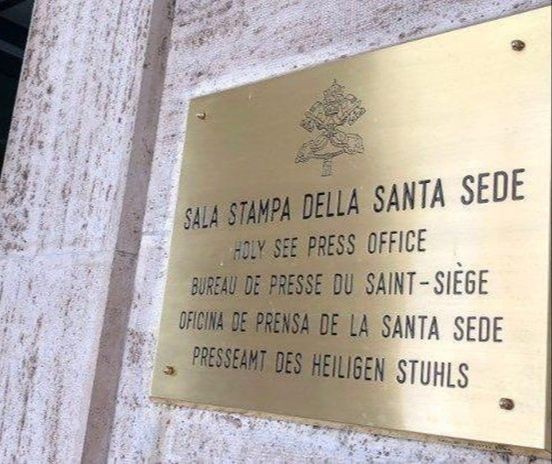 SALA STAMPA DELLA SANTA SEDE
HOLY SEE PRESS OFFICE
BUREAU DE PRESSE DU SAINT-SIÈGE
OFICINA DE PRENSA DE LA SANTA SEDE
PRESSEAMT DES HEILIGEN STUHLS